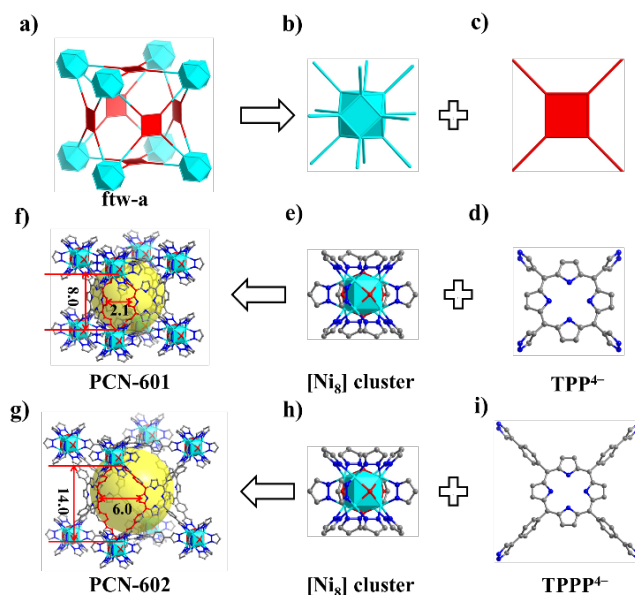 a) b) c)
ftw-a
f) e) d)
8.0 2.1
PCN-601 [Ni₈] cluster TPP⁴⁻
g) h) i)
14.0 6.0
PCN-602 [Ni₈] cluster TPPP⁴⁻